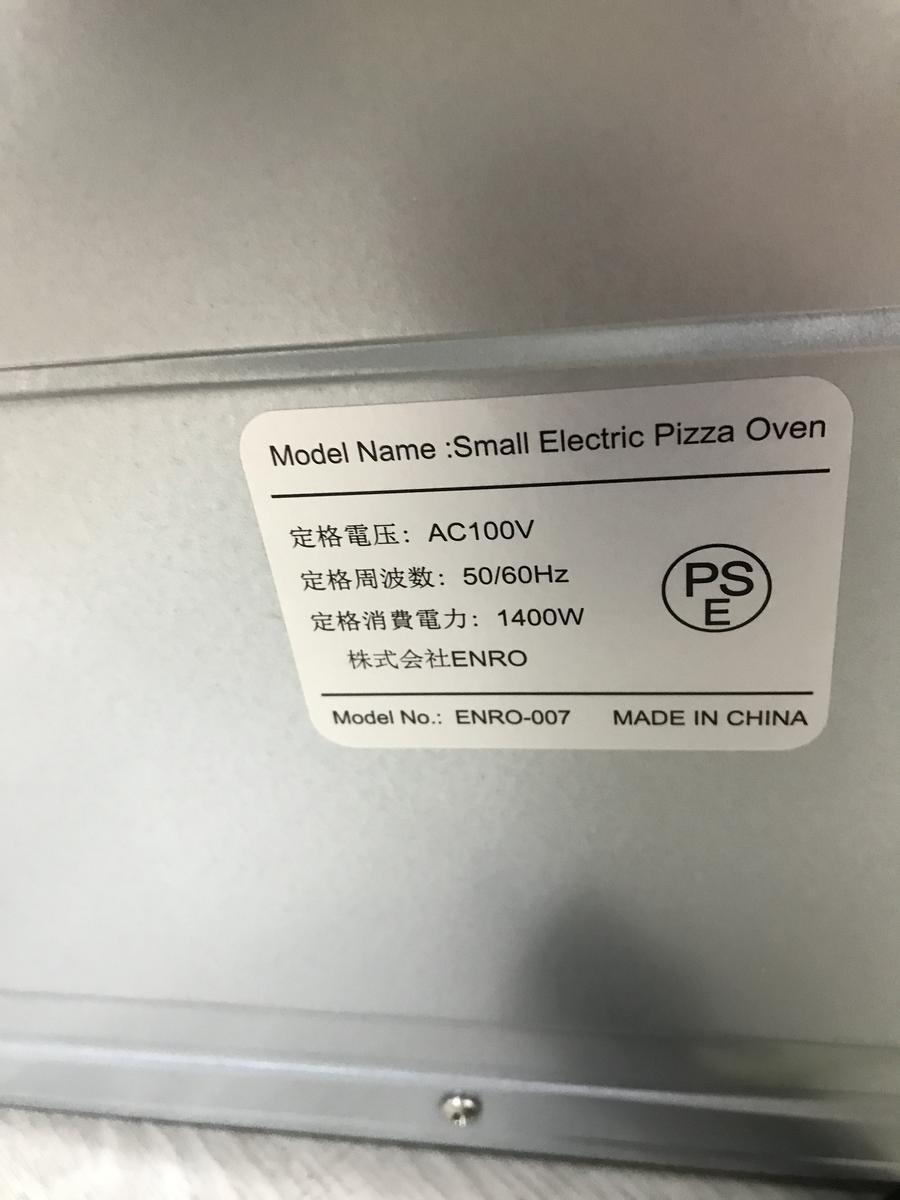 Model Name :Small Electric Pizza Oven
定格電圧: AC100V
定格周波数: 50/60Hz
定格消費電力: 1400W
株式会社ENRO
PS
E
Model No.: ENRO-007 MADE IN CHINA